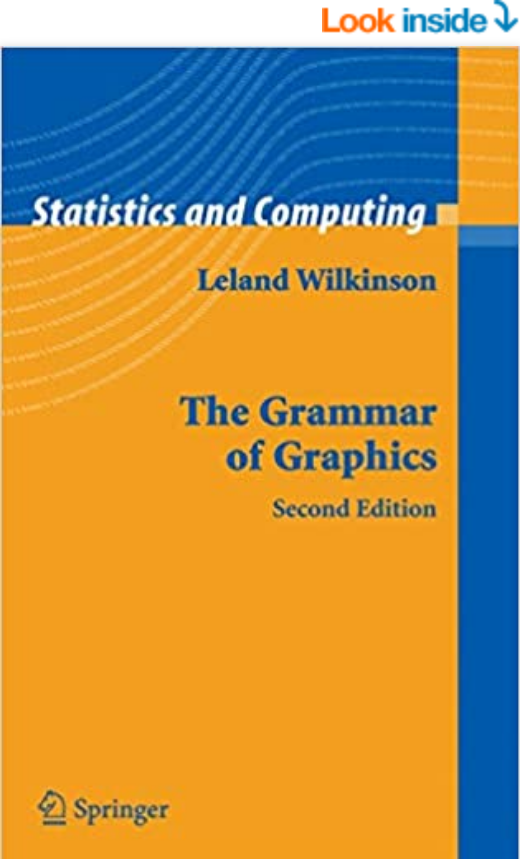 Look inside
Statistics and Computing
Leland Wilkinson
The Grammar
of Graphics
Second Edition
Springer